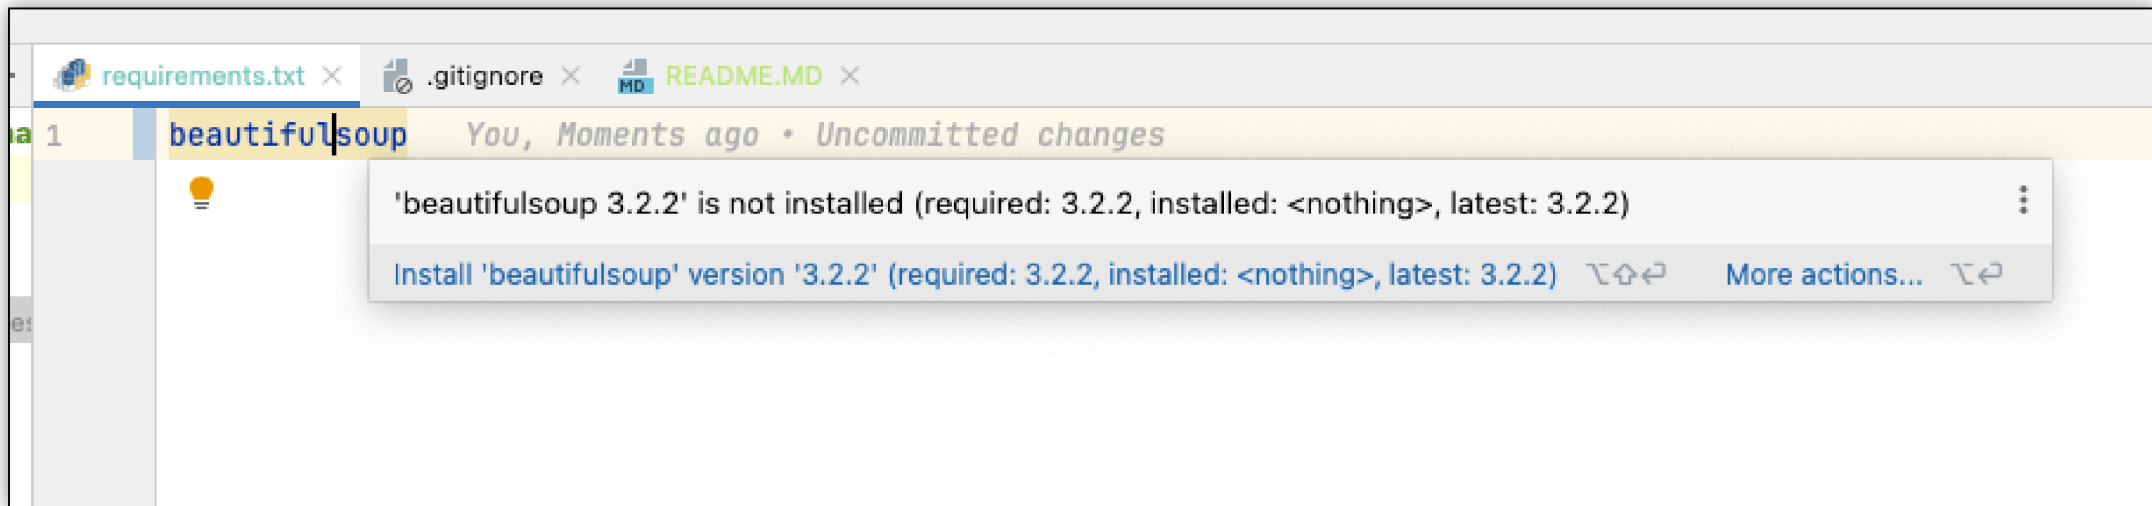 requirements.txt .gitignore MD README.MD
1 beautifulsoup You, Moments ago • Uncommitted changes
'beautifulsoup 3.2.2' is not installed (required: 3.2.2, installed: <nothing>, latest: 3.2.2)
Install 'beautifulsoup' version '3.2.2' (required: 3.2.2, installed: <nothing>, latest: 3.2.2) ⌥⇧⏎ More actions... ⌥⏎